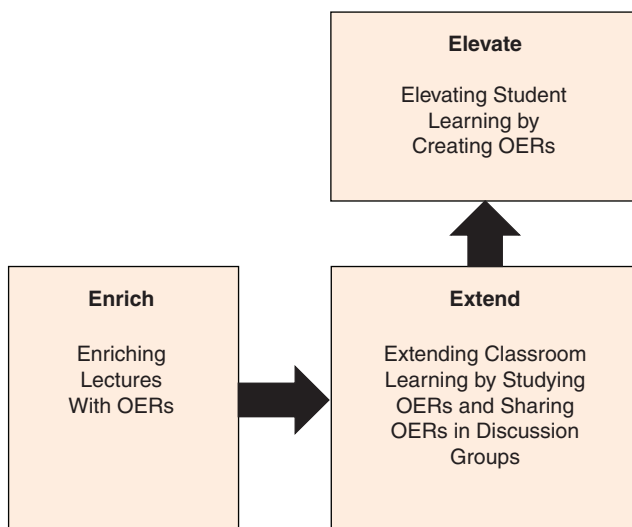 Elevate
Elevating Student
Learning by
Creating OERs
Enrich
Enriching
Lectures
With OERs
Extend
Extending Classroom
Learning by Studying
OERs and Sharing
OERs in Discussion
Groups